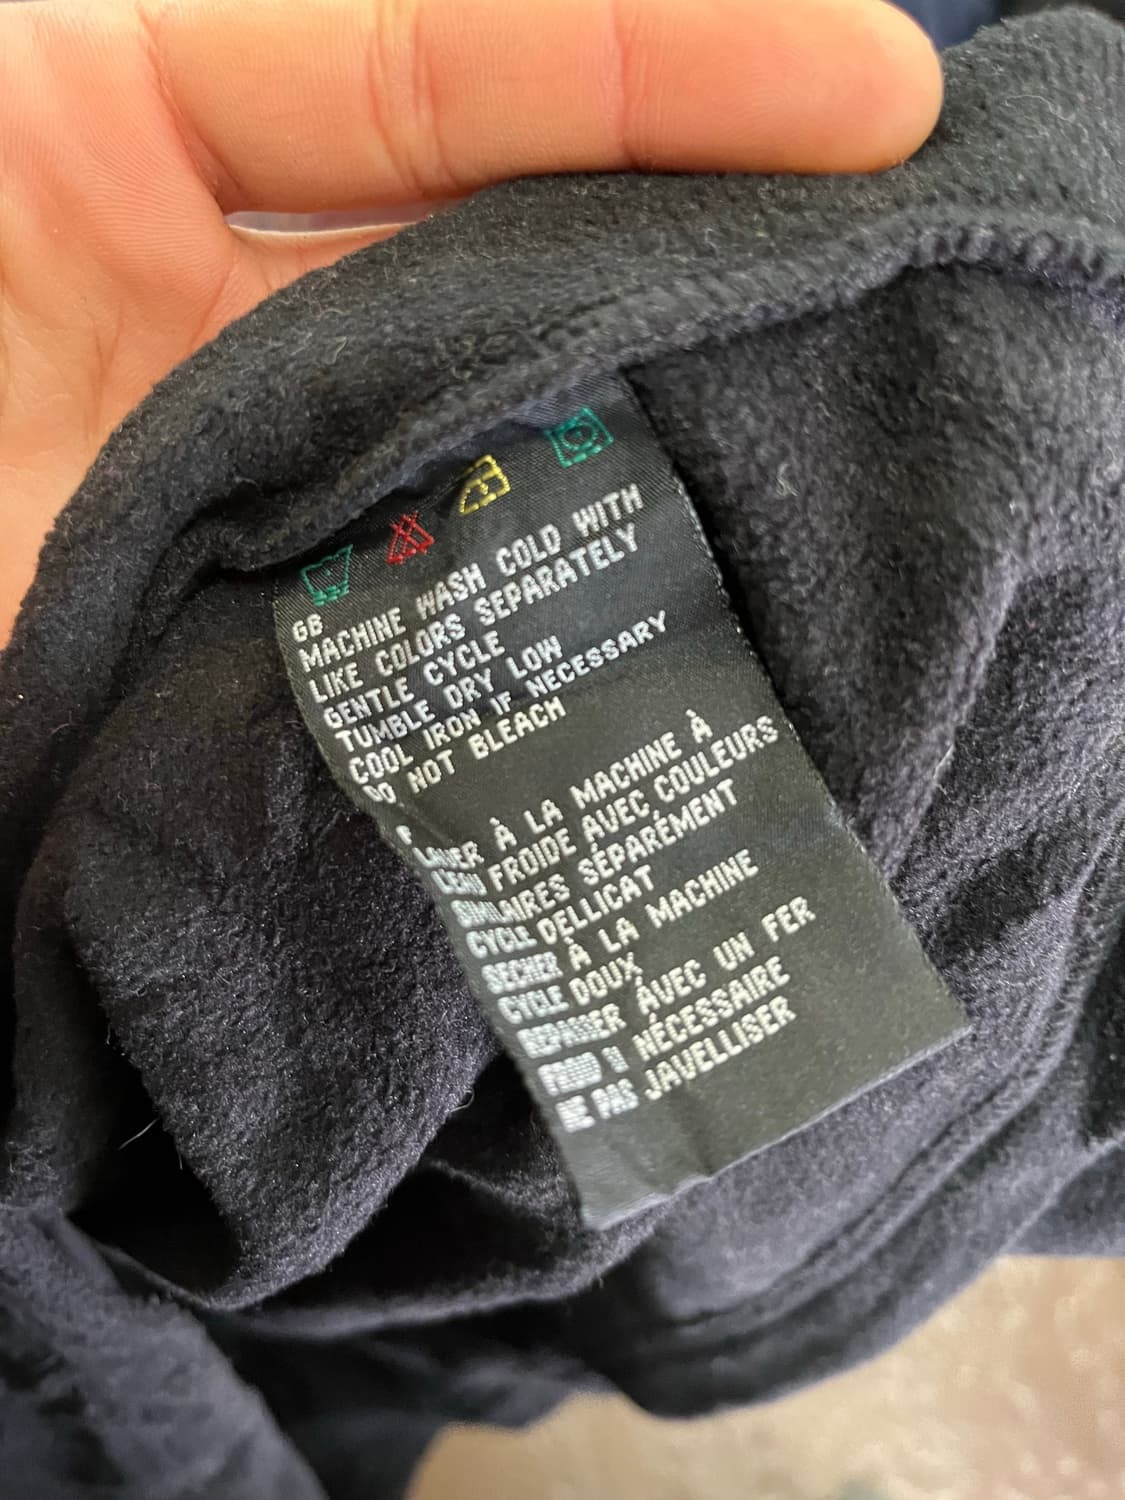 GB
MACHINE WASH COLD WITH
LIKE COLORS SEPARATELY
GENTLE CYCLE
TUMBLE DRY LOW
COOL IRON IF NECESSARY
DO NOT BLEACH
LAVER À LA MACHINE À
L'EAU FROIDE AVEC COULEURS
SIMILAIRES SÉPARÉMENT
CYCLE DELLICAT
SECHER À LA MACHINE
CYCLE DOUX
REPASSER AVEC UN FER
FROID SI NÉCESSAIRE
NE PAS JAVELLISER